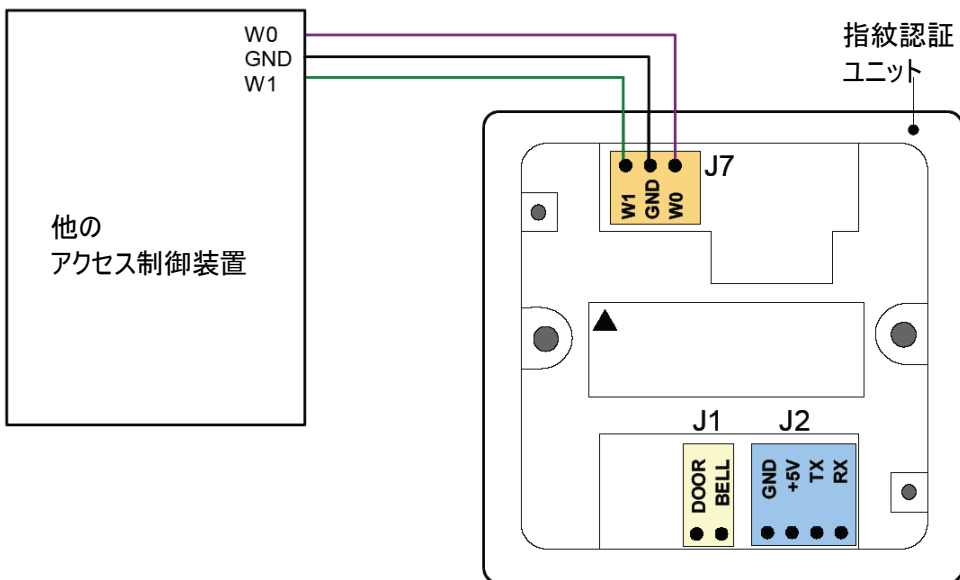 W0
GND
W1
他の
アクセス制御装置
指紋認証
ユニット
J7
W1
GND
W0
J1
J2
DOOR
BELL
GND
+5V
TX
RX